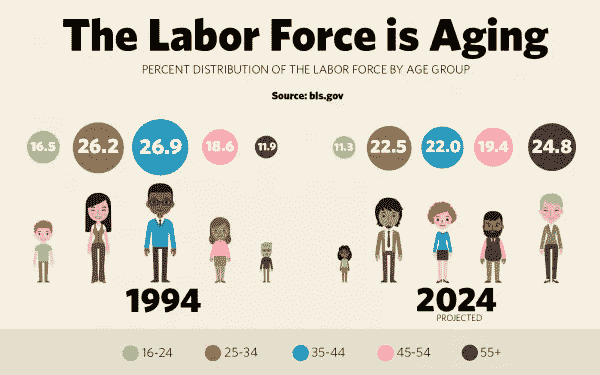 The Labor Force is Aging
PERCENT DISTRIBUTION OF THE LABOR FORCE BY AGE GROUP
Source: bls.gov
16.5 26.2 26.9 18.6 11.9
11.3 22.5 22.0 19.4 24.8
1994
2024
PROJECTED
16-24 25-34 35-44 45-54 55+